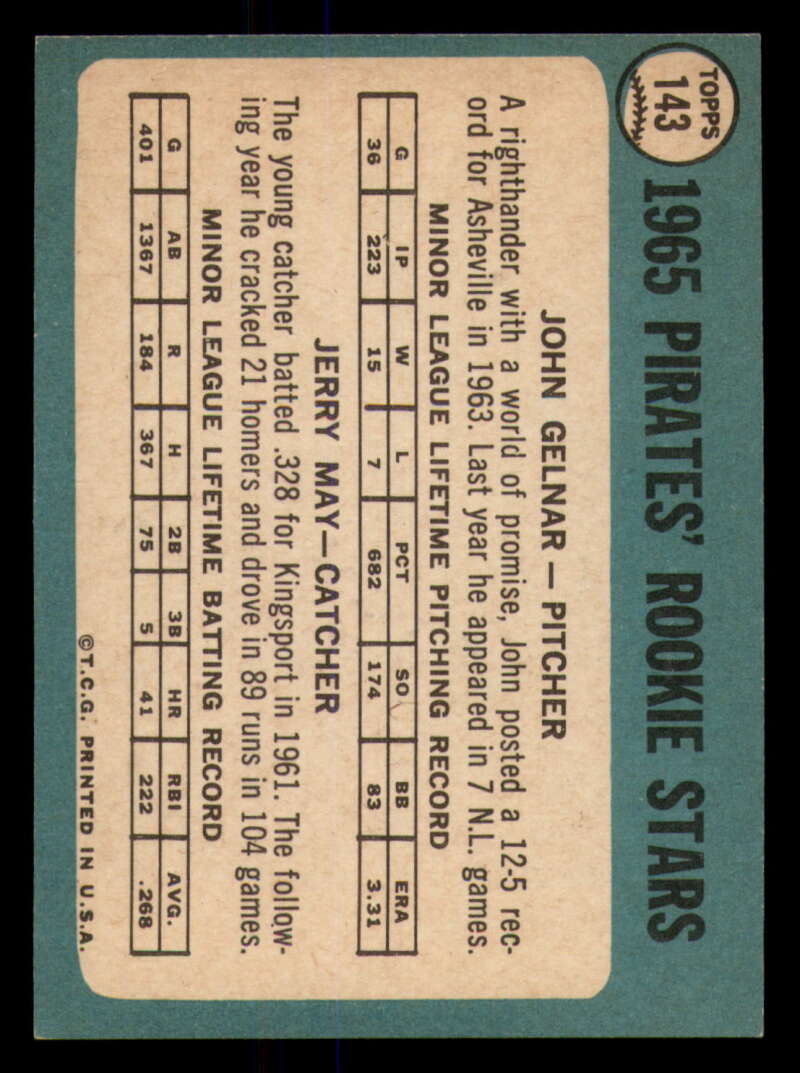 TOPPS
143
1965 PIRATES' ROOKIE STARS
JOHN GELNAR — PITCHER
A righthander with a world of promise, John posted a 12-5 rec-
ord for Asheville in 1963. Last year he appeared in 7 N.L. games.
MINOR LEAGUE LIFETIME PITCHING RECORD
G IP W L PCT SO BB ERA
36 223 15 7 682 174 83 3.31
JERRY MAY—CATCHER
The young catcher batted .328 for Kingsport in 1961. The follow-
ing year he cracked 21 homers and drove in 89 runs in 104 games.
MINOR LEAGUE LIFETIME BATTING RECORD
G AB R H 2B 3B HR RBI AVG.
401 1367 184 367 75 5 41 222 .268
©T.C.G. PRINTED IN U.S.A.